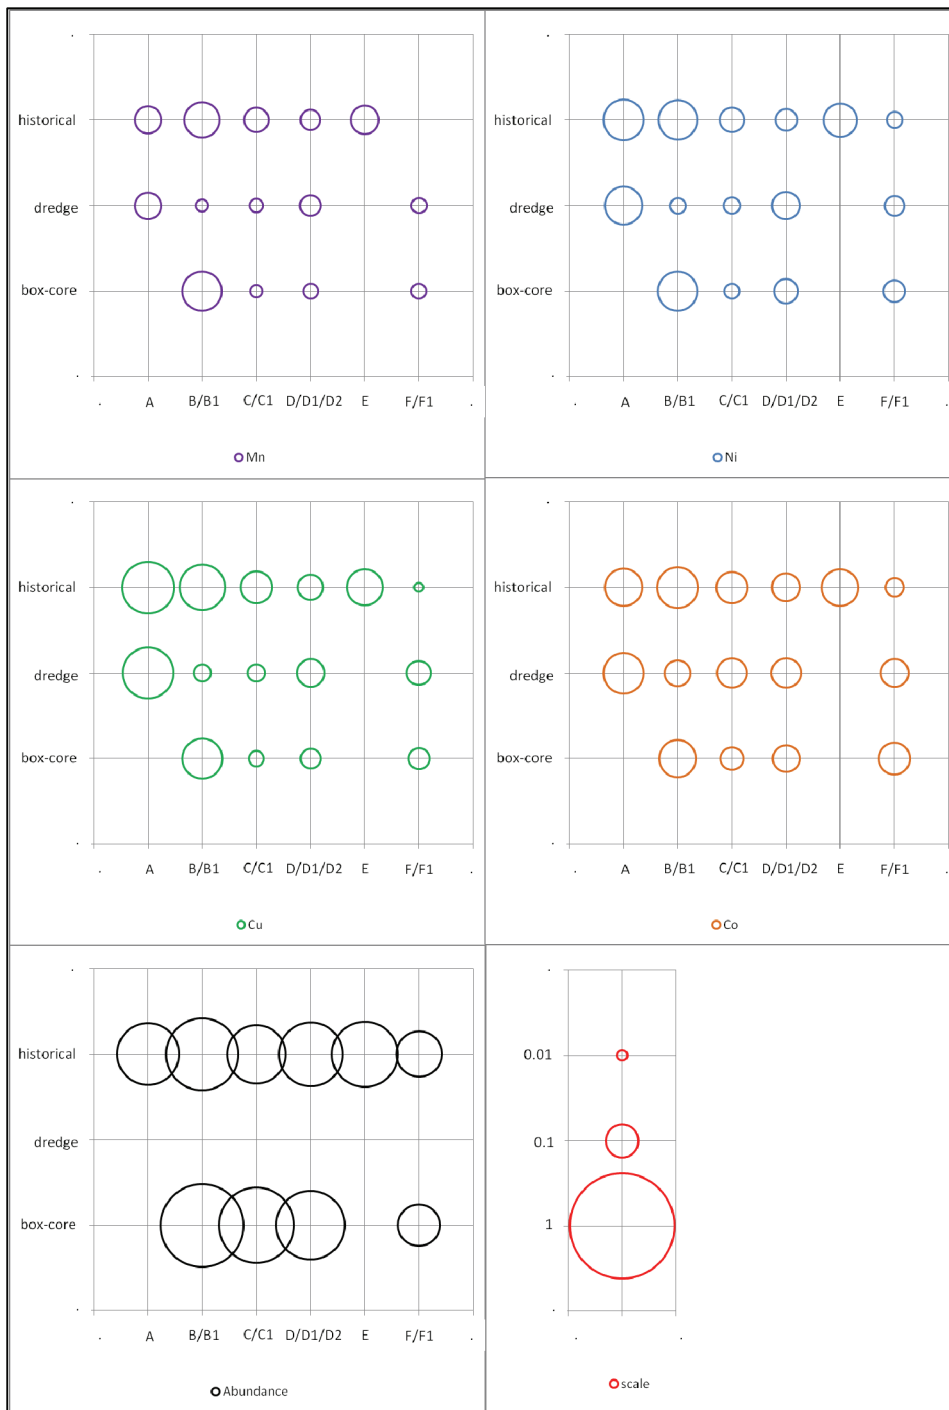 historical
dredge
box-core
A B/B1 C/C1 D/D1/D2 E F/F1
Mn
historical
dredge
box-core
A B/B1 C/C1 D/D1/D2 E F/F1
Ni
historical
dredge
box-core
A B/B1 C/C1 D/D1/D2 E F/F1
Cu
historical
dredge
box-core
A B/B1 C/C1 D/D1/D2 E F/F1
Co
historical
dredge
box-core
A B/B1 C/C1 D/D1/D2 E F/F1
Abundance
0.01
0.1
1
scale